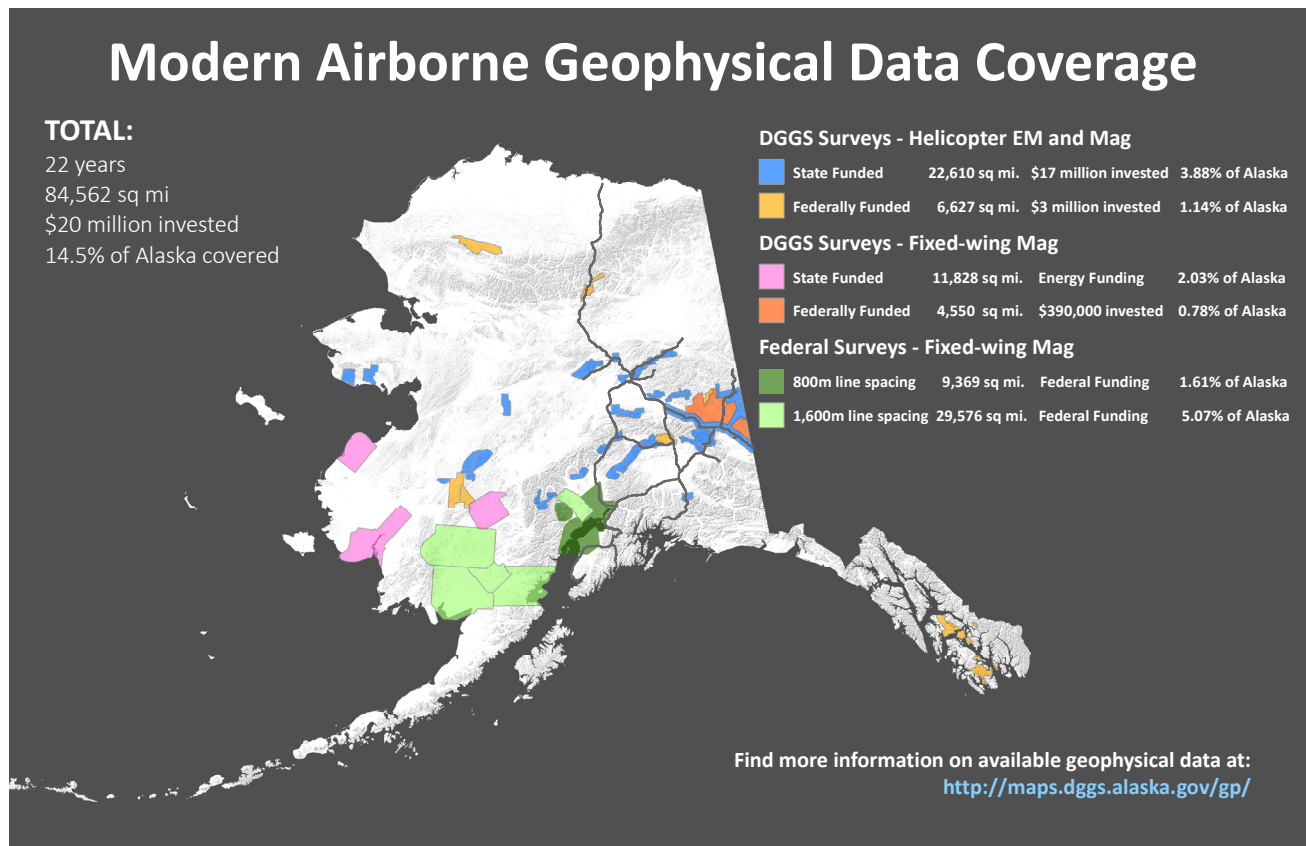 Modern Airborne Geophysical Data Coverage
TOTAL:
22 years
84,562 sq mi
$20 million invested
14.5% of Alaska covered
DGGS Surveys - Helicopter EM and Mag
State Funded 22,610 sq mi. $17 million invested 3.88% of Alaska
Federally Funded 6,627 sq mi. $3 million invested 1.14% of Alaska
DGGS Surveys - Fixed-wing Mag
State Funded 11,828 sq mi. Energy Funding 2.03% of Alaska
Federally Funded 4,550 sq mi. $390,000 invested 0.78% of Alaska
Federal Surveys - Fixed-wing Mag
800m line spacing 9,369 sq mi. Federal Funding 1.61% of Alaska
1,600m line spacing 29,576 sq mi. Federal Funding 5.07% of Alaska
Find more information on available geophysical data at:
http://maps.dggs.alaska.gov/gp/